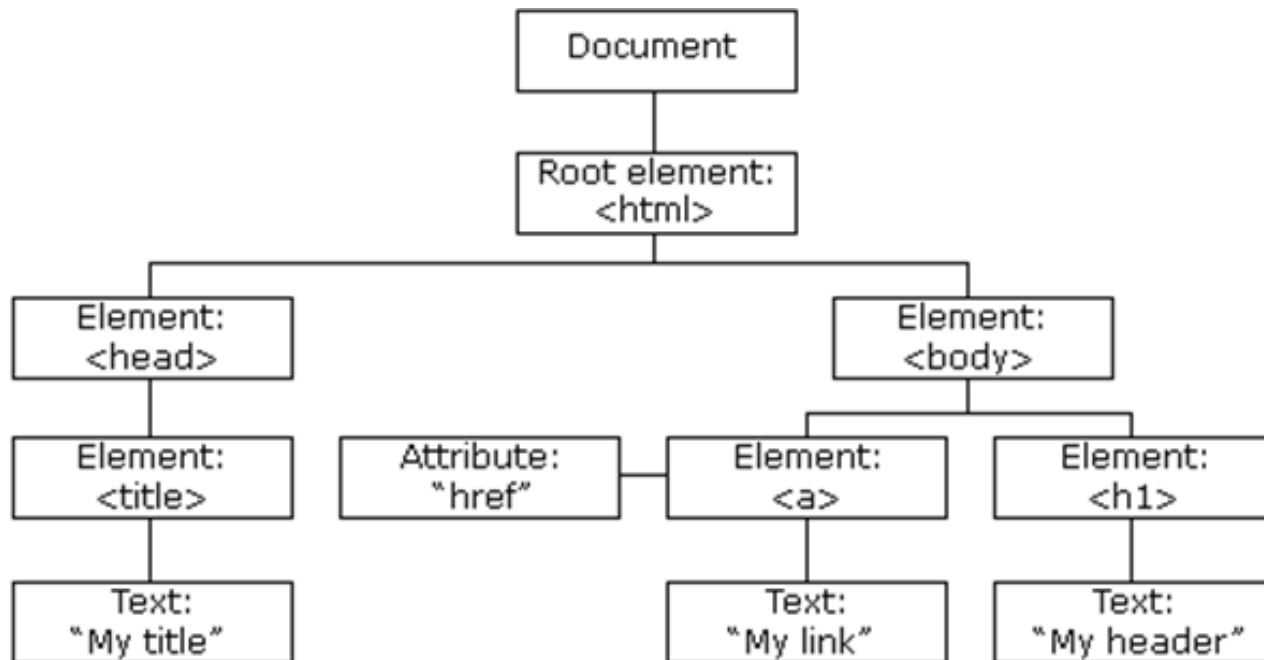 Document
Root element:
<html>
Element:
<head>
Element:
<body>
Element:
<title>
Attribute:
“href”
Element:
<a>
Element:
<h1>
Text:
“My title”
Text:
“My link”
Text:
“My header”